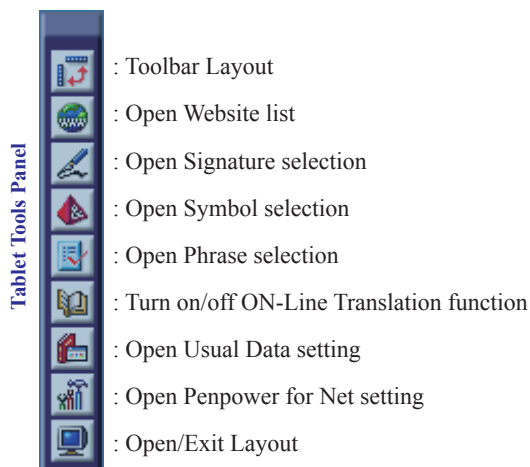 Tablet Tools Panel
: Toolbar Layout
: Open Website list
: Open Signature selection
: Open Symbol selection
: Open Phrase selection
: Turn on/off ON-Line Translation function
: Open Usual Data setting
: Open Penpower for Net setting
: Open/Exit Layout